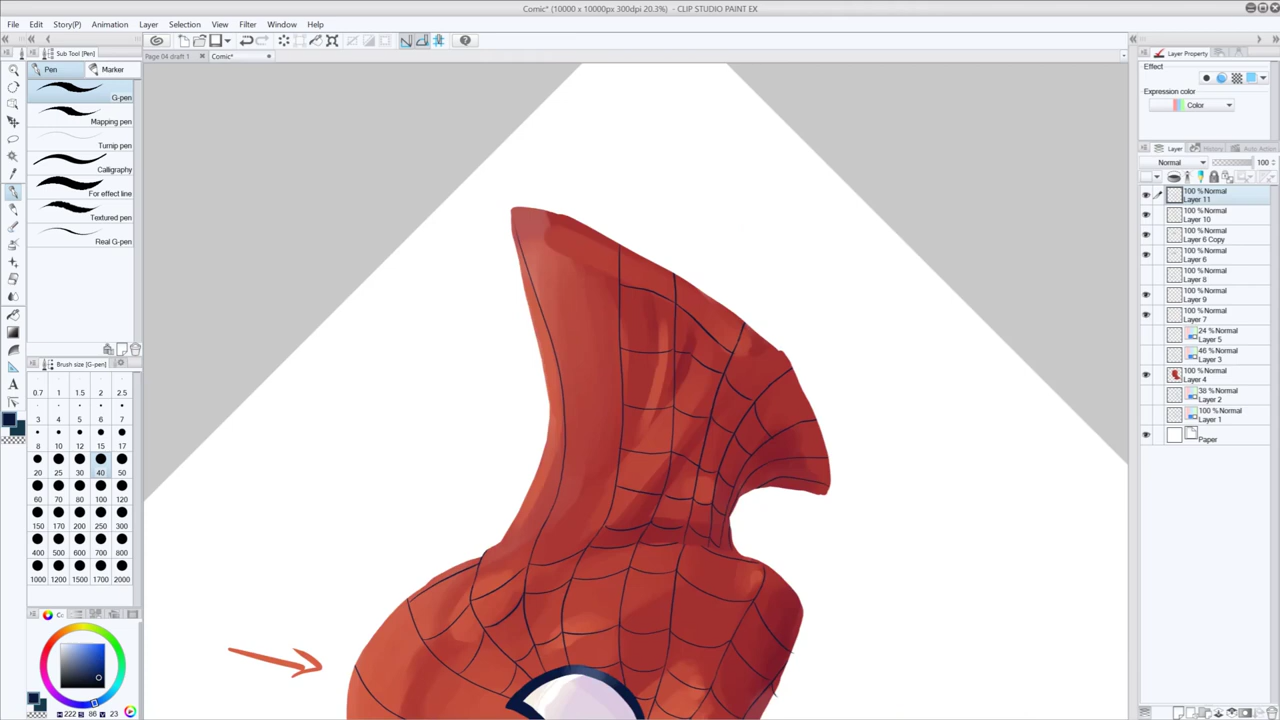 Comic* (10000 x 10000px 300dpi 20.3%) - CLIP STUDIO PAINT EX
File Edit Story(P) Animation Layer Selection View Filter Window Help
Sub Tool [Pen]
Page 04 draft 1
Comic*
Pen
Marker
G-pen
Mapping pen
Turnip pen
Calligraphy
For effect line
Textured pen
Real G-pen
Brush size [G-pen]
0.7 1 1.5 2 2.5
3 4 5 6 7
8 10 12 15 17
20 25 30 40 50
60 70 80 100 120
150 170 200 250 300
400 500 600 700 800
1000 1200 1500 1700 2000
H 222 S 86 V 23
Layer Property
Effect
Expression color
Color
Layer History Auto Action
Normal 100
100 % Normal
Layer 11
100 % Normal
Layer 10
100 % Normal
Layer 6 Copy
100 % Normal
Layer 6
100 % Normal
Layer 8
100 % Normal
Layer 9
100 % Normal
Layer 7
24 % Normal
Layer 5
46 % Normal
Layer 3
100 % Normal
Layer 4
38 % Normal
Layer 2
100 % Normal
Layer 1
Paper